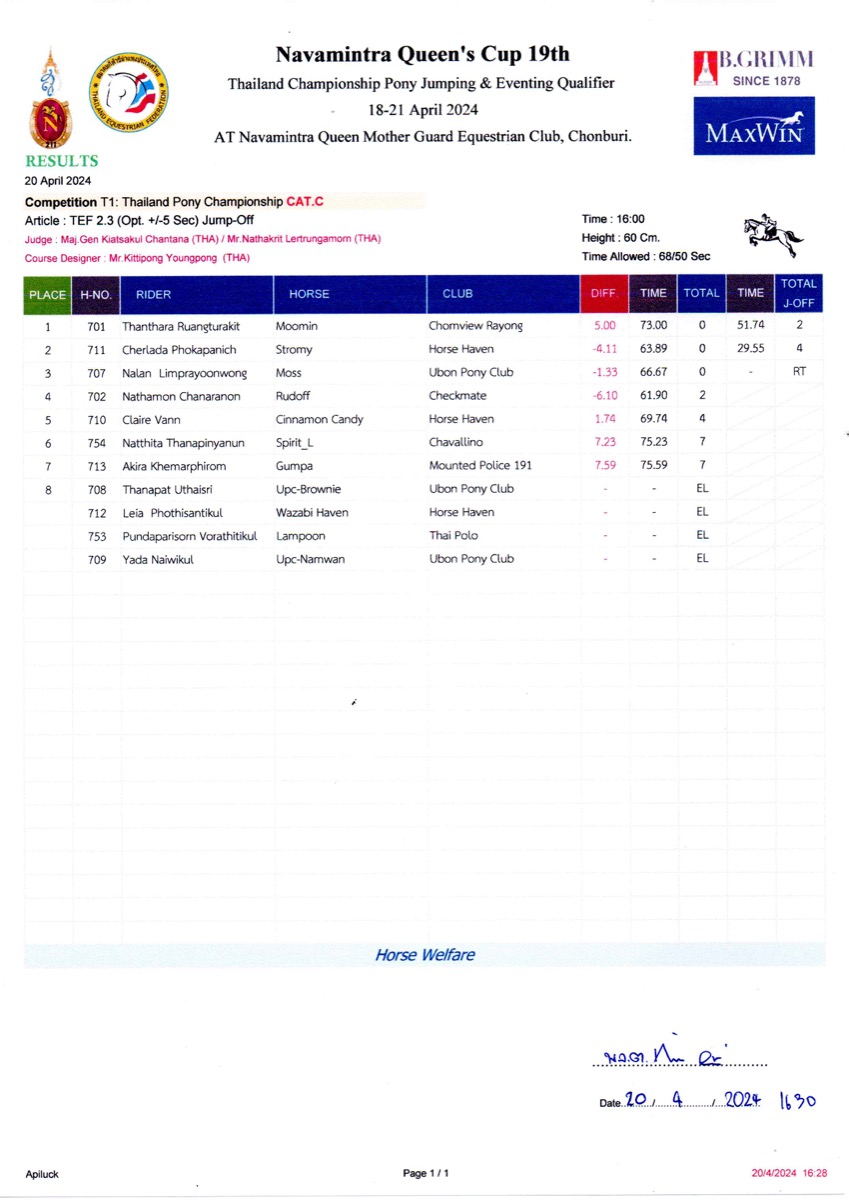 Navamintra Queen's Cup 19th
Thailand Championship Pony Jumping & Eventing Qualifier
18-21 April 2024
AT Navamintra Queen Mother Guard Equestrian Club, Chonburi.
B.GRIMM
SINCE 1878
MAXWIN
THAILAND EQUESTRIAN FEDERATION
RESULTS
20 April 2024
Competition T1: Thailand Pony Championship CAT.C
Article : TEF 2.3 (Opt. +/-5 Sec) Jump-Off
Judge : Maj.Gen Kiatsakul Chantana (THA) / Mr.Nathakrit Lertrungamorn (THA)
Course Designer : Mr.Kittipong Youngpong (THA)
Time : 16:00
Height : 60 Cm.
Time Allowed : 68/50 Sec
PLACE H-NO. RIDER HORSE CLUB DIFF. TIME TOTAL TIME TOTAL J-OFF
1 701 Thanthara Ruangturakit Moomin Chomview Rayong 5.00 73.00 0 51.74 2
2 711 Cherlada Phokapanich Stromy Horse Haven -4.11 63.89 0 29.55 4
3 707 Nalan Limprayoonwong Moss Ubon Pony Club -1.33 66.67 0 - RT
4 702 Nathamon Chanaranon Rudoff Checkmate -6.10 61.90 2
5 710 Claire Vann Cinnamon Candy Horse Haven 1.74 69.74 4
6 754 Natthita Thanapinyanun Spirit_L Chavallino 7.23 75.23 7
7 713 Akira Khemarphirom Gumpa Mounted Police 191 7.59 75.59 7
8 708 Thanapat Uthaisri Upc-Brownie Ubon Pony Club - - EL
712 Leia Phothisantikul Wazabi Haven Horse Haven - - EL
753 Pundaparisorn Vorathitikul Lampoon Thai Polo - - EL
709 Yada Naiwikul Upc-Namwan Ubon Pony Club - - EL
Horse Welfare
Date 20 / 4 / 2024 1630
Apiluck
Page 1 / 1
20/4/2024 16:28